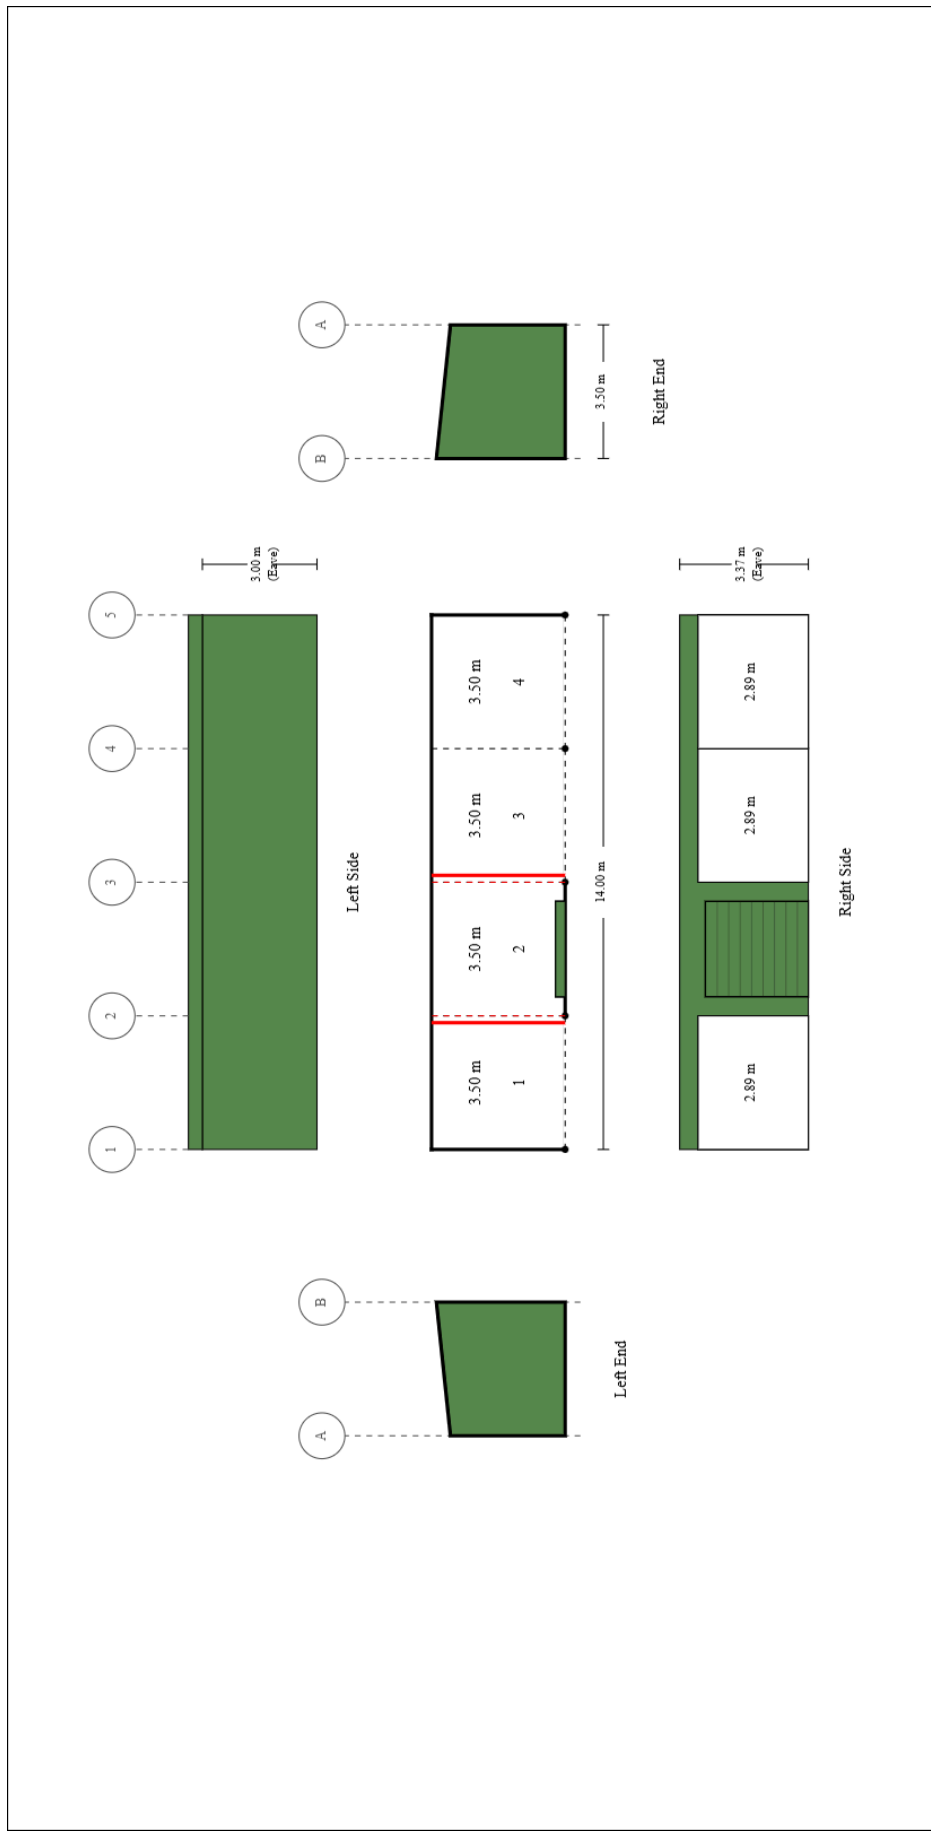 1
2
3
4
5
3.00 m
(Eave)
Left Side
A
B
Left End
3.50 m
1
3.50 m
2
3.50 m
3
3.50 m
4
14.00 m
B
A
3.50 m
Right End
2.89 m
2.89 m
2.89 m
3.37 m
(Eave)
Right Side